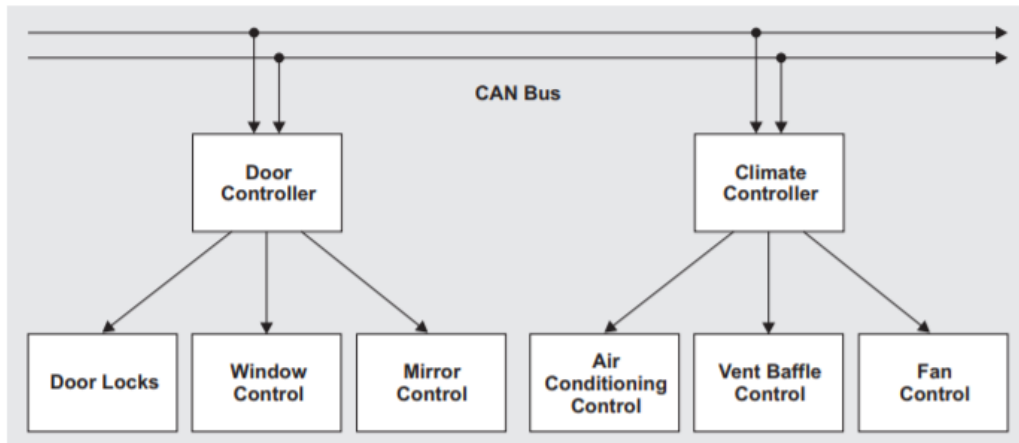 CAN Bus
Door
Controller
Climate
Controller
Door Locks
Window
Control
Mirror
Control
Air
Conditioning
Control
Vent Baffle
Control
Fan
Control